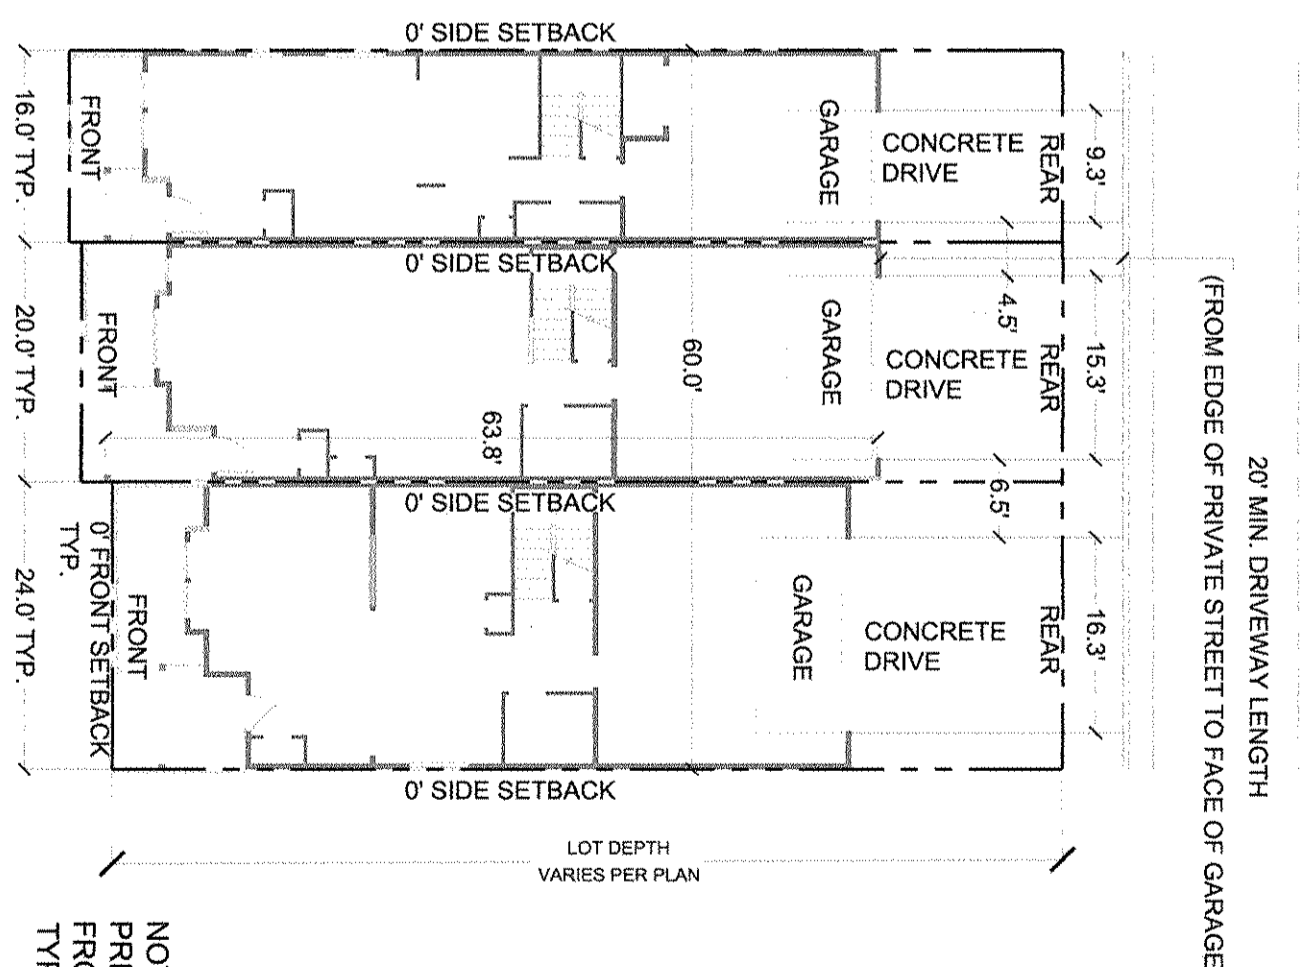 0' SIDE SETBACK
16.0' TYP.
FRONT
GARAGE
CONCRETE
DRIVE
REAR
9.3'
0' SIDE SETBACK
20.0' TYP.
FRONT
63.8'
60.0'
GARAGE
CONCRETE
DRIVE
4.5'
REAR
15.3'
0' SIDE SETBACK
24.0' TYP.
0' FRONT SETBACK
TYP.
FRONT
GARAGE
CONCRETE
DRIVE
6.5'
REAR
16.3'
0' SIDE SETBACK
20' MIN. DRIVEWAY LENGTH
(FROM EDGE OF PRIVATE STREET TO FACE OF GARAGE
LOT DEPTH
VARIES PER PLAN